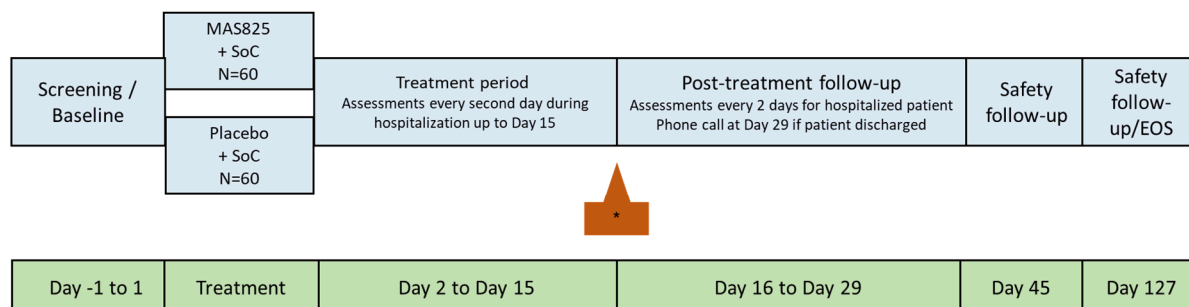 MAS825
+ SoC
N=60
Screening /
Baseline
Placebo
+ SoC
N=60
Treatment period
Assessments every second day during
hospitalization up to Day 15
Post-treatment follow-up
Assessments every 2 days for hospitalized patient
Phone call at Day 29 if patient discharged
Safety
follow-up
Safety
follow-
up/EOS
*
Day -1 to 1
Treatment
Day 2 to Day 15
Day 16 to Day 29
Day 45
Day 127